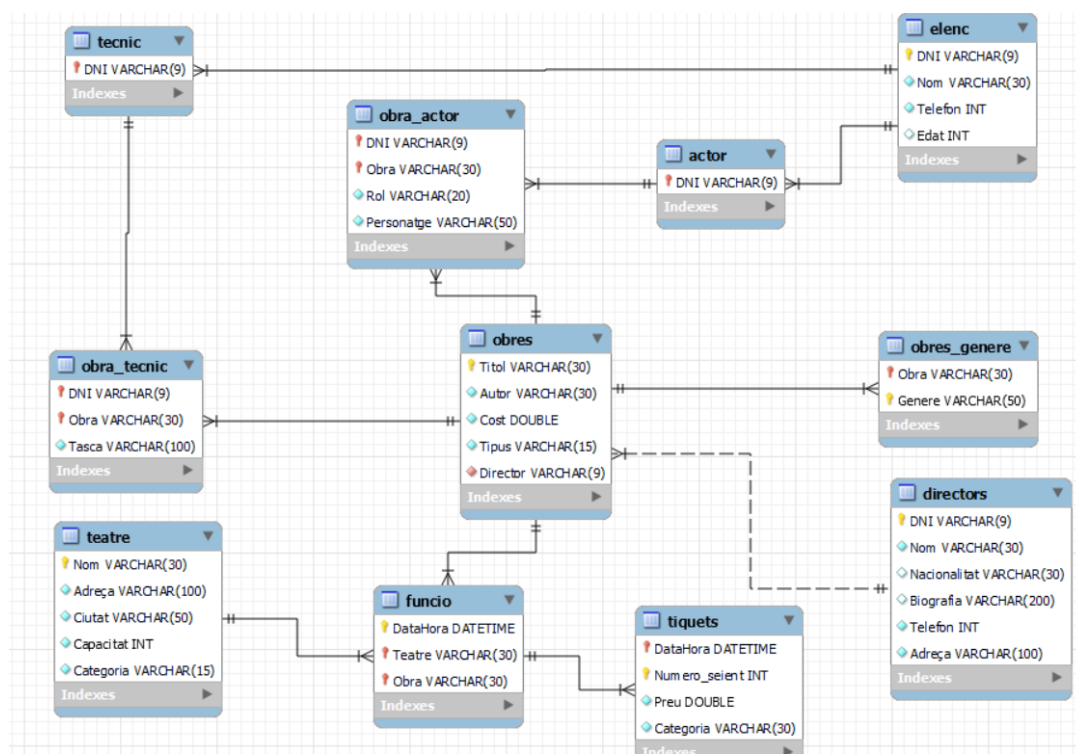 tecnic
DNI VARCHAR(9)
Indexes
elenc
DNI VARCHAR(9)
Nom VARCHAR(30)
Telefon INT
Edat INT
Indexes
obra_actor
DNI VARCHAR(9)
Obra VARCHAR(30)
Rol VARCHAR(20)
Personatge VARCHAR(50)
Indexes
actor
DNI VARCHAR(9)
Indexes
obres
Titol VARCHAR(30)
Autor VARCHAR(30)
Cost DOUBLE
Tipus VARCHAR(15)
Director VARCHAR(9)
Indexes
obres_genere
Obra VARCHAR(30)
Genere VARCHAR(50)
Indexes
obra_tecnic
DNI VARCHAR(9)
Obra VARCHAR(30)
Tasca VARCHAR(100)
Indexes
directors
DNI VARCHAR(9)
Nom VARCHAR(30)
Nacionalitat VARCHAR(30)
Biografia VARCHAR(200)
Telefon INT
Adreça VARCHAR(100)
Indexes
teatre
Nom VARCHAR(30)
Adreça VARCHAR(100)
Ciutat VARCHAR(50)
Capacitat INT
Categoria VARCHAR(15)
Indexes
funcio
DataHora DATETIME
Teatre VARCHAR(30)
Obra VARCHAR(30)
Indexes
tiquets
DataHora DATETIME
Numero_seient INT
Preu DOUBLE
Categoria VARCHAR(30)
Indexes